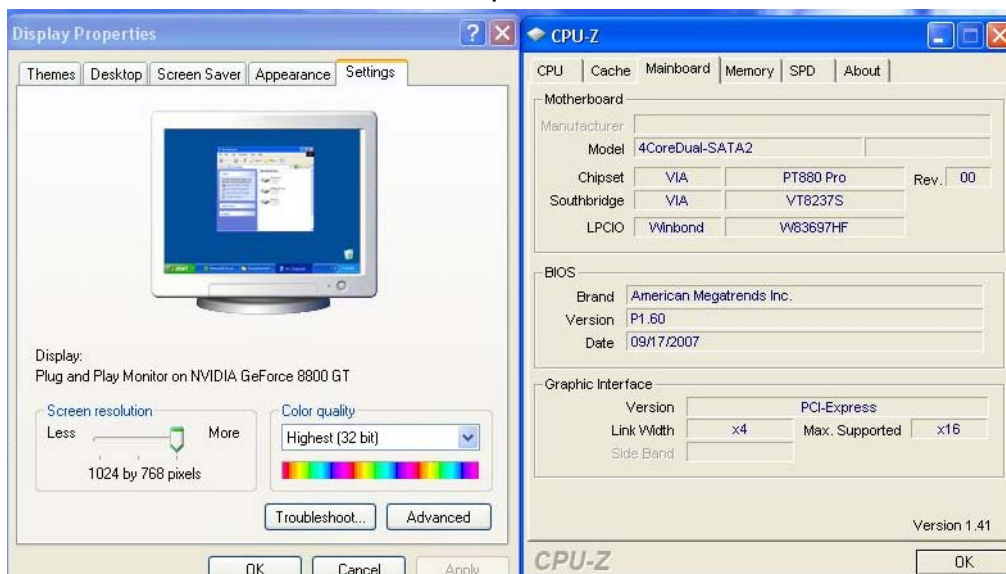 Display Properties
Themes Desktop Screen Saver Appearance Settings
Display:
Plug and Play Monitor on NVIDIA GeForce 8800 GT
Screen resolution
Less More
1024 by 768 pixels
Color quality
Highest (32 bit)
Troubleshoot... Advanced
OK Cancel Apply
CPU-Z
CPU Cache Mainboard Memory SPD About
Motherboard
Manufacturer
Model 4CoreDual-SATA2
Chipset VIA PT880 Pro Rev. 00
Southbridge VIA VT8237S
LPCIO Winbond W83697HF
BIOS
Brand American Megatrends Inc.
Version P1.60
Date 09/17/2007
Graphic Interface
Version PCI-Express
Link Width x4 Max. Supported x16
Side Band
Version 1.41
CPU-Z OK